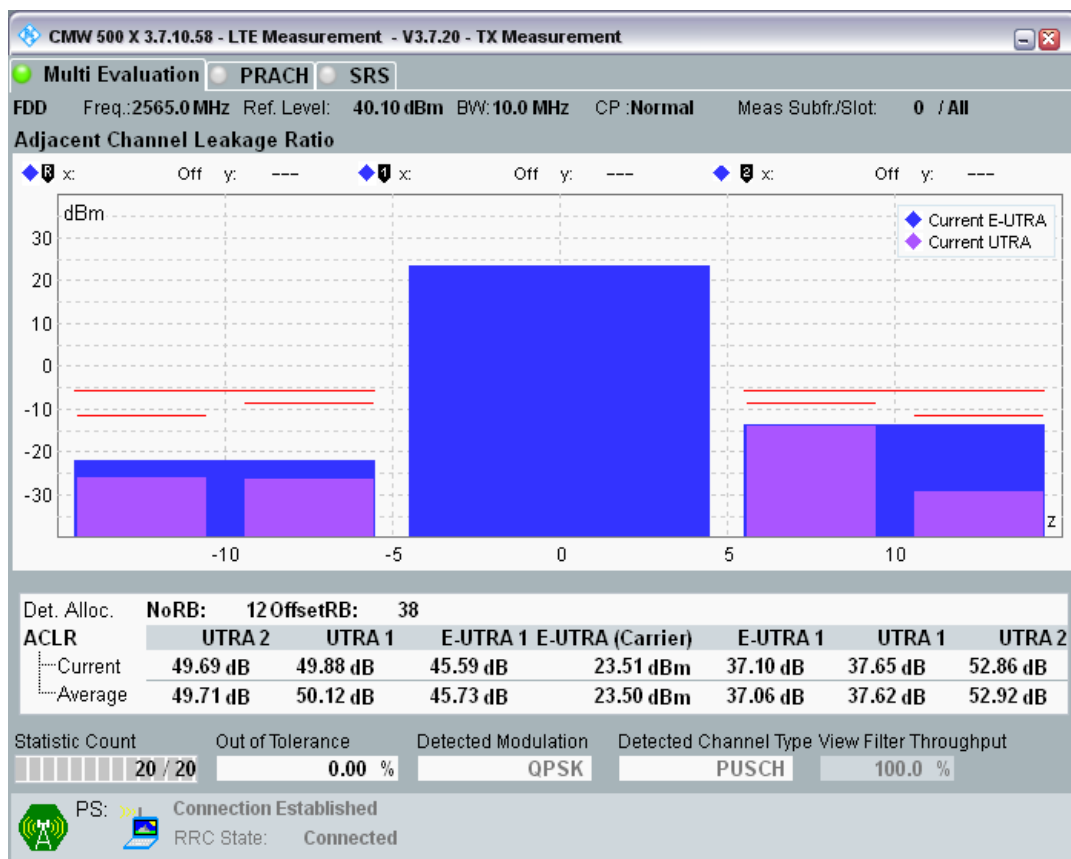 CMW 500 X 3.7.10.58 - LTE Measurement - V3.7.20 - TX Measurement
Multi Evaluation PRACH SRS
FDD Freq.:2565.0 MHz Ref. Level: 40.10 dBm BW: 10.0 MHz CP :Normal Meas Subfr./Slot: 0 / All
Adjacent Channel Leakage Ratio
R x: Off y: --- 1 x: Off y: --- 2 x: Off y: ---
dBm
Current E-UTRA
Current UTRA
30
20
10
0
-10
-20
-30
z
-10 -5 0 5 10
Det. Alloc. NoRB: 12 OffsetRB: 38
ACLR UTRA 2 UTRA 1 E-UTRA 1 E-UTRA (Carrier) E-UTRA 1 UTRA 1 UTRA 2
Current 49.69 dB 49.88 dB 45.59 dB 23.51 dBm 37.10 dB 37.65 dB 52.86 dB
Average 49.71 dB 50.12 dB 45.73 dB 23.50 dBm 37.06 dB 37.62 dB 52.92 dB
Statistic Count Out of Tolerance Detected Modulation Detected Channel Type View Filter Throughput
20 / 20 0.00 % QPSK PUSCH 100.0 %
PS: Connection Established
RRC State: Connected